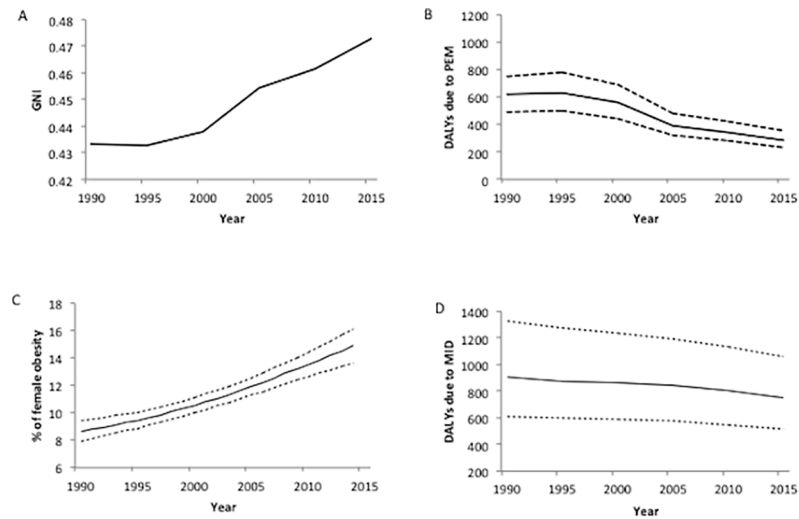 A
GNI
0.48
0.47
0.46
0.45
0.44
0.43
0.42
1990 1995 2000 2005 2010 2015
Year
B
DALYs due to PEM
1200
1000
800
600
400
200
0
1990 1995 2000 2005 2010 2015
Year
C
% of female obesity
18
16
14
12
10
8
6
1990 1995 2000 2005 2010 2015
Year
D
DALYs due to MID
1400
1200
1000
800
600
400
200
1990 1995 2000 2005 2010 2015
Year